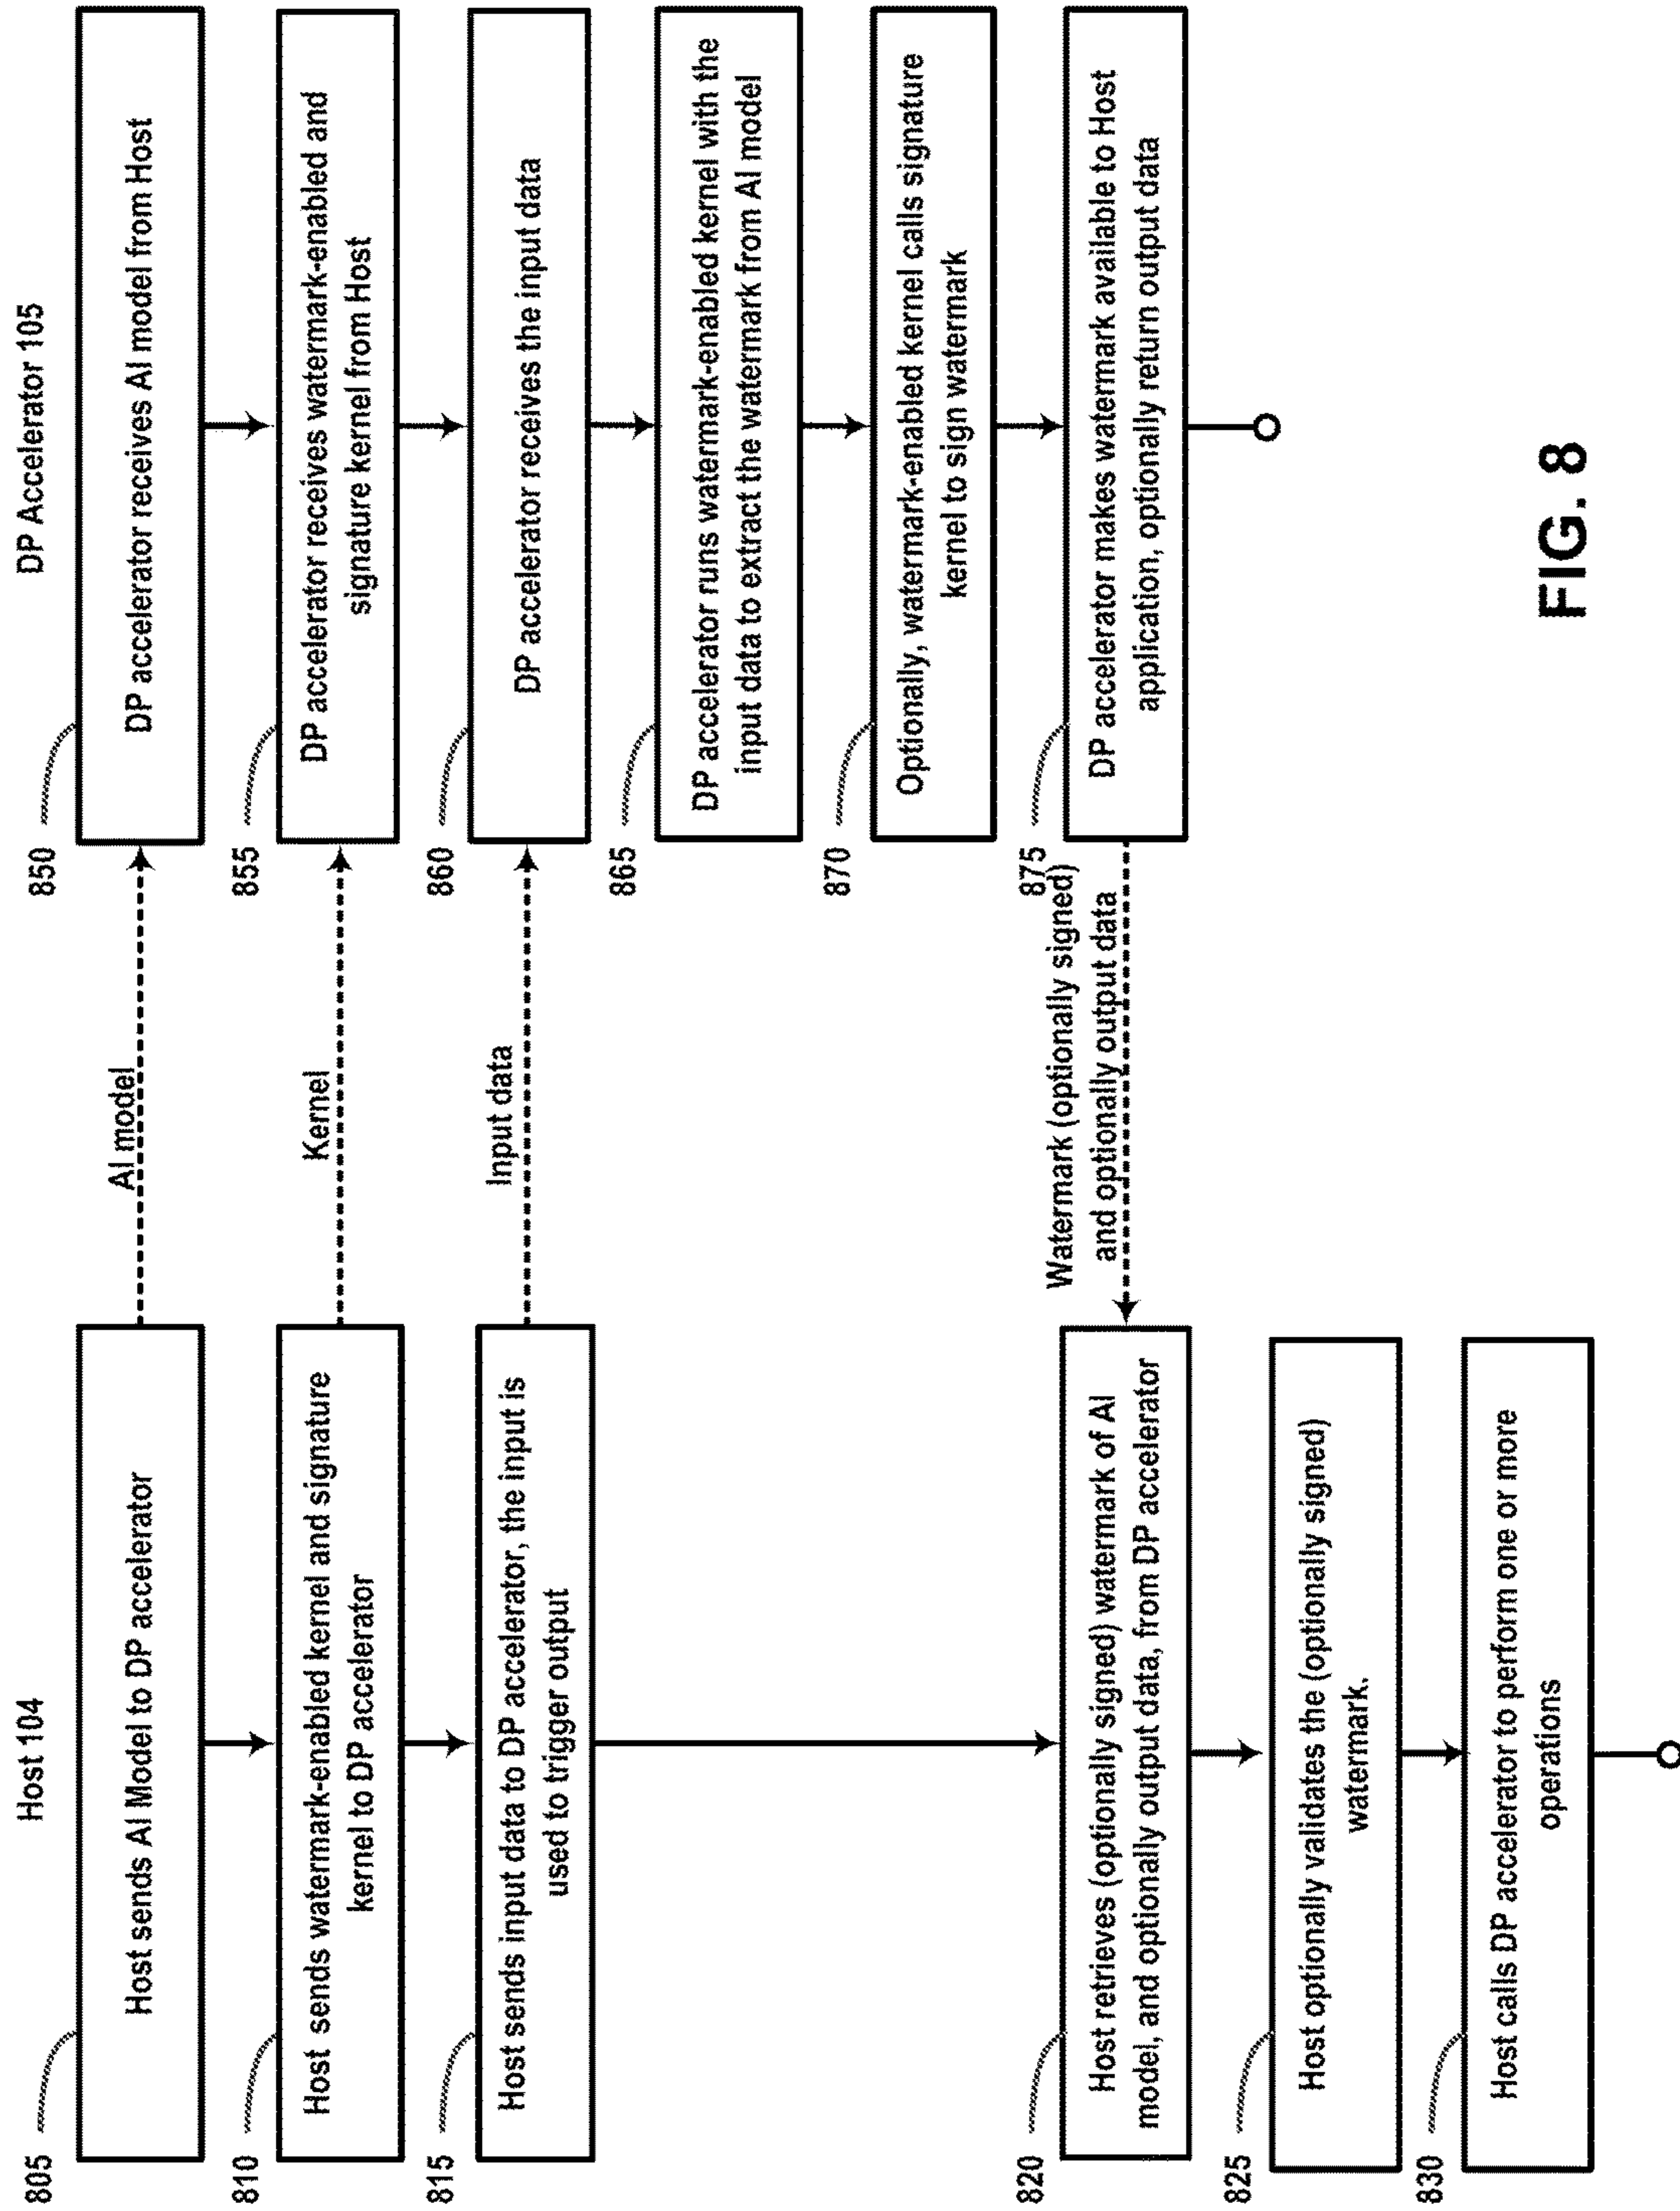 Host 104
DP Accelerator 105
805
Host sends AI Model to DP accelerator
AI model
850
DP accelerator receives AI model from Host
810
Host sends watermark-enabled kernel and signature
kernel to DP accelerator
Kernel
855
DP accelerator receives watermark-enabled and
signature kernel from Host
815
Host sends input data to DP accelerator, the input is
used to trigger output
Input data
860
DP accelerator receives the input data
865
DP accelerator runs watermark-enabled kernel with the
input data to extract the watermark from AI model
870
Optionally, watermark-enabled kernel calls signature
kernel to sign watermark
875
DP accelerator makes watermark available to Host
application, optionally return output data
Watermark (optionally signed)
and optionally output data
820
Host retrieves (optionally signed) watermark of AI
model, and optionally output data, from DP accelerator
825
Host optionally validates the (optionally signed)
watermark.
830
Host calls DP accelerator to perform one or more
operations
FIG. 8